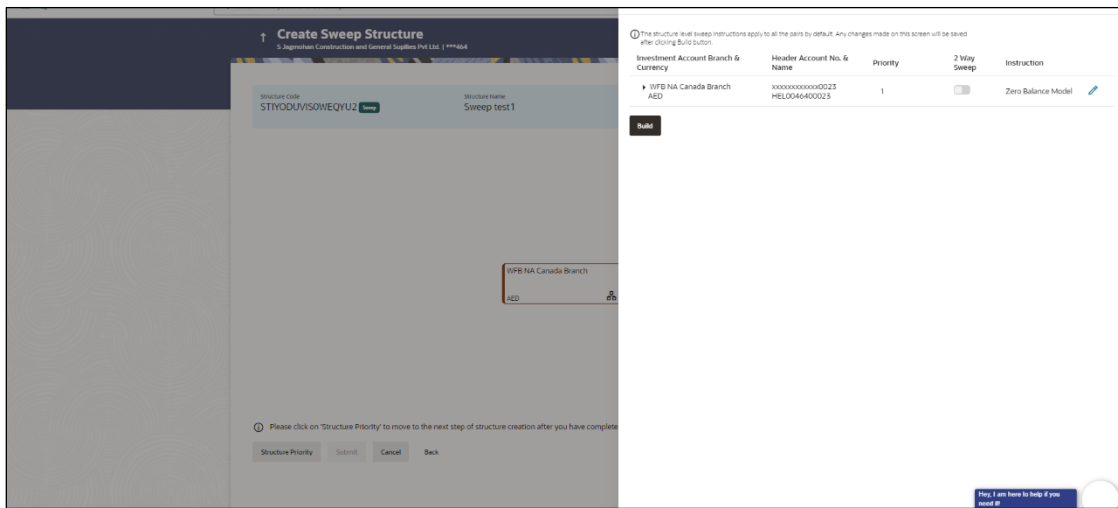 Create Sweep Structure
S Jagmohan Construction and General Supllies Pvt Ltd. | ***464
Structure Code
STIYODUVIS0WEQYU2 Sweep
Structure Name
Sweep test1
WFB NA Canada Branch
AED
Please click on 'Structure Priority' to move to the next step of structure creation after you have complete
Structure Priority
Submit
Cancel
Back
The structure level sweep instructions apply to all the pairs by default. Any changes made on this screen will be saved
after clicking Build button.
Investment Account Branch &
Currency
Header Account No. &
Name
Priority
2 Way
Sweep
Instruction
WFB NA Canada Branch
AED
xxxxxxxxxxxx0023
HEL0046400023
1
Zero Balance Model
Build
Hey, I am here to help if you
need it!